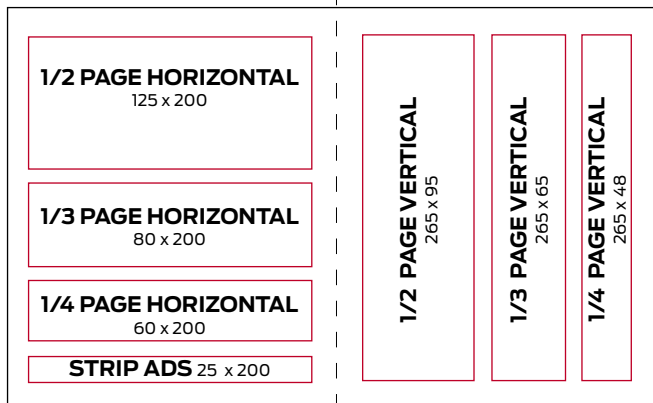 1/2 PAGE HORIZONTAL
125 x 200
1/3 PAGE HORIZONTAL
80 x 200
1/4 PAGE HORIZONTAL
60 x 200
STRIP ADS 25 x 200
1/2 PAGE VERTICAL
265 x 95
1/3 PAGE VERTICAL
265 x 65
1/4 PAGE VERTICAL
265 x 48